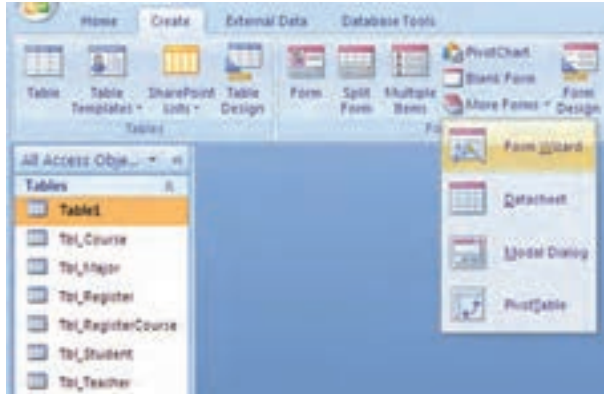 Home Create External Data Database Tools
Table Table Templates SharePoint Lists Table Design
Form Split Form Multiple Items PivotChart Blank Form More Forms Form Design
Tables Fo
All Access Obje...
Tables
Table1
Tbl_Course
Tbl_Major
Tbl_Register
Tbl_RegisterCourse
Tbl_Student
Tbl_Teacher
Form Wizard
Datasheet
Modal Dialog
PivotTable